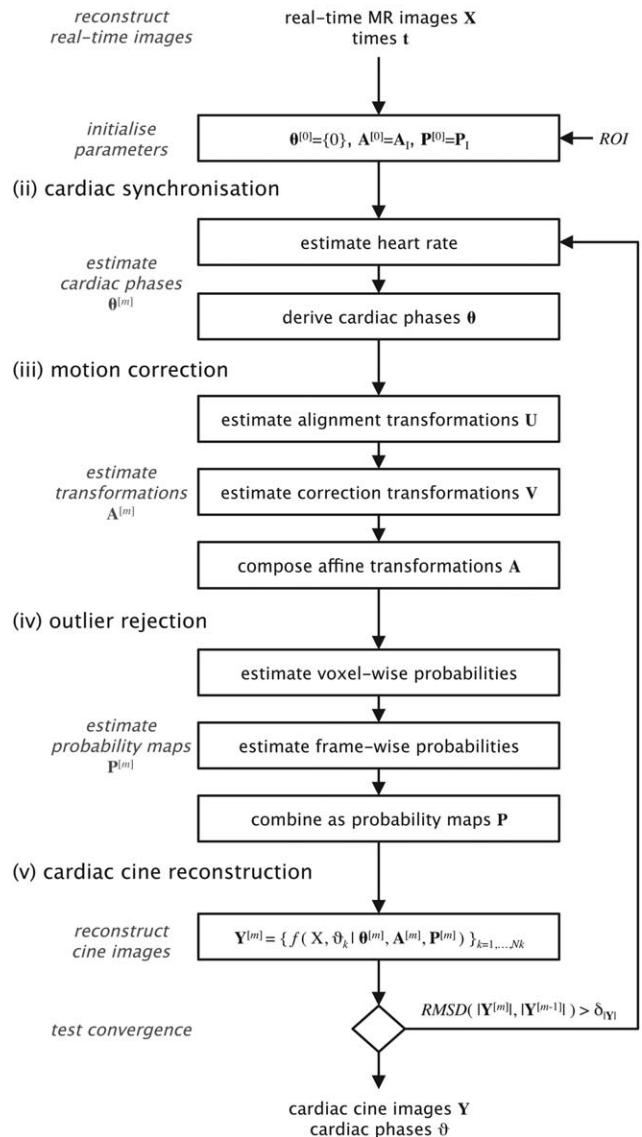 reconstruct
real-time images
real-time MR images X
times t
initialise
parameters
θ[0]={0}, A[0]=AI, P[0]=PI
ROI
(ii) cardiac synchronisation
estimate heart rate
estimate
cardiac phases
θ[m]
derive cardiac phases θ
(iii) motion correction
estimate alignment transformations U
estimate
transformations
A[m]
estimate correction transformations V
compose affine transformations A
(iv) outlier rejection
estimate voxel-wise probabilities
estimate
probability maps
P[m]
estimate frame-wise probabilities
combine as probability maps P
(v) cardiac cine reconstruction
reconstruct
cine images
Y[m] = { f ( X, ϑk | θ[m], A[m], P[m] ) }k=1,...,Nk
test convergence
RMSD( |Y[m]|, |Y[m-1]| ) > δ|Y|
cardiac cine images Y
cardiac phases ϑ